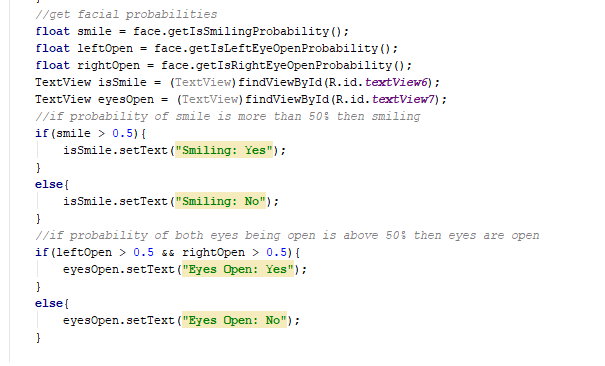 //get facial probabilities
float smile = face.getIsSmilingProbability();
float leftOpen = face.getIsLeftEyeOpenProbability();
float rightOpen = face.getIsRightEyeOpenProbability();
TextView isSmile = (TextView)findViewById(R.id.textView6);
TextView eyesOpen = (TextView)findViewById(R.id.textView7);
//if probability of smile is more than 50% then smiling
if(smile > 0.5){
    isSmile.setText("Smiling: Yes");
}
else{
    isSmile.setText("Smiling: No");
}
//if probability of both eyes being open is above 50% then eyes are open
if(leftOpen > 0.5 && rightOpen > 0.5){
    eyesOpen.setText("Eyes Open: Yes");
}
else{
    eyesOpen.setText("Eyes Open: No");
}